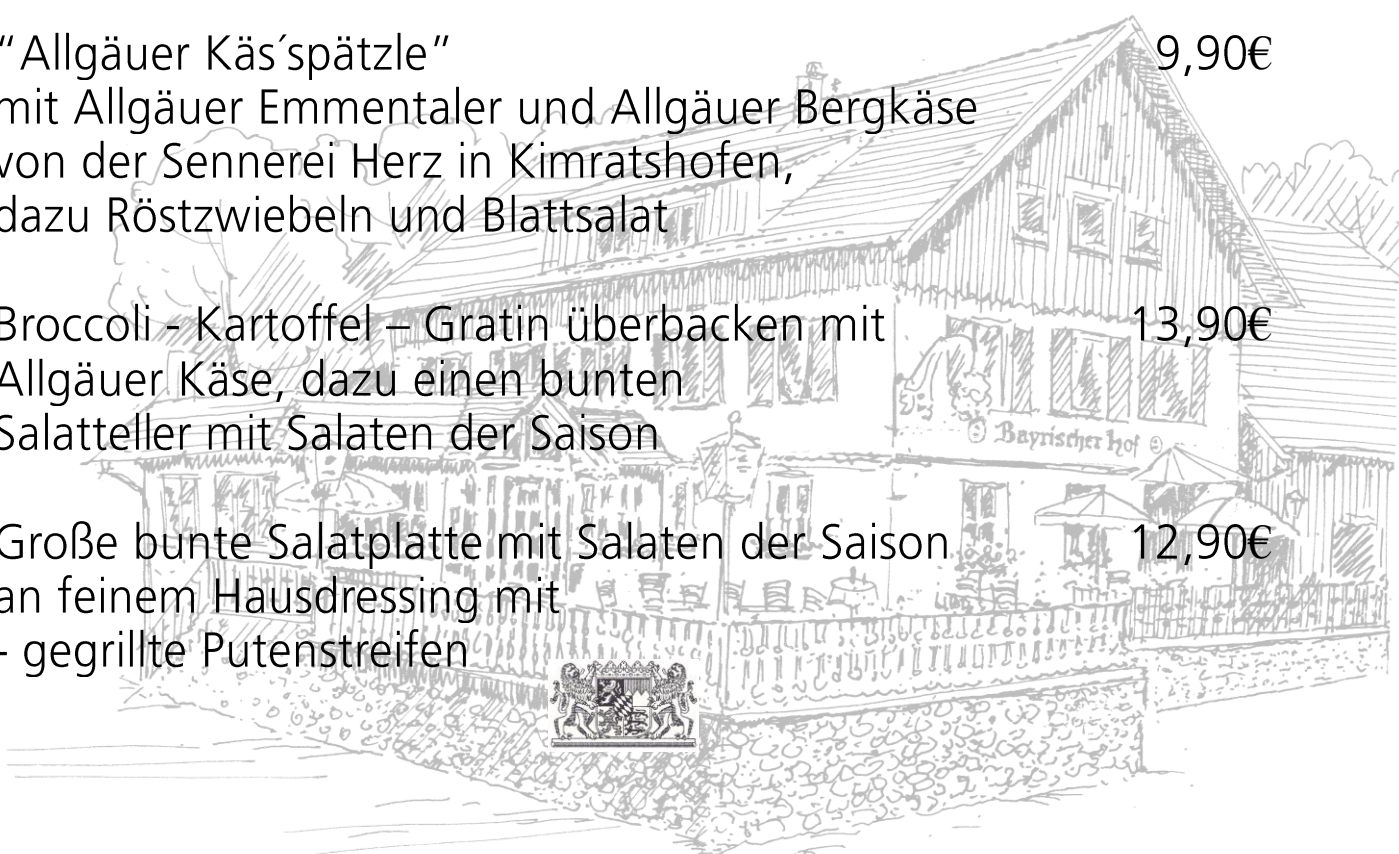 “Allgäuer Käs´spätzle” 9,90€
mit Allgäuer Emmentaler und Allgäuer Bergkäse
von der Sennerei Herz in Kimratshofen,
dazu Röstzwiebeln und Blattsalat
Broccoli - Kartoffel – Gratin überbacken mit 13,90€
Allgäuer Käse, dazu einen bunten
Salatteller mit Salaten der Saison
Bayrischer Hof
Große bunte Salatplatte mit Salaten der Saison 12,90€
an feinem Hausdressing mit
- gegrillte Putenstreifen